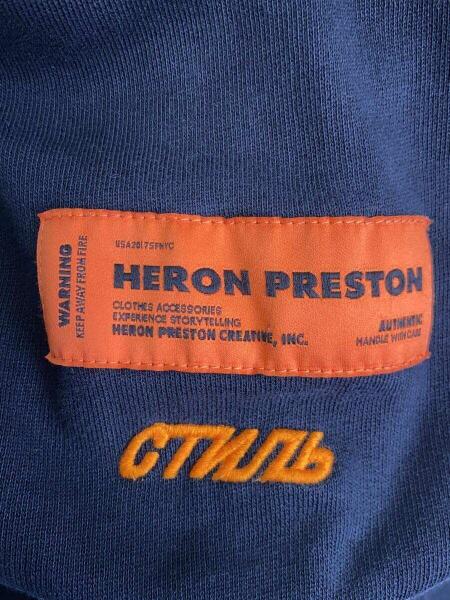 WARNING
KEEP AWAY FROM FIRE
USA2017SFNYC
HERON PRESTON
CLOTHES ACCESSORIES
EXPERIENCE STORYTELLING
HERON PRESTON CREATIVE, INC.
AUTHENTIC
HANDLE WITH CARE
СТИЛЬ